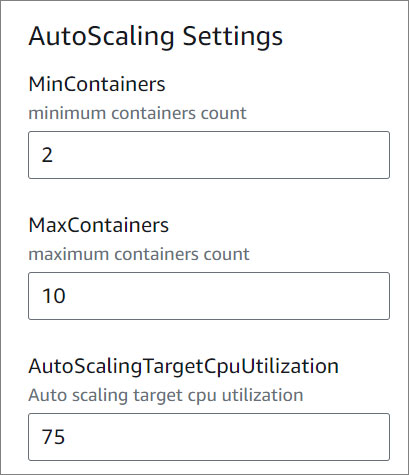 AutoScaling Settings
MinContainers
minimum containers count
2
MaxContainers
maximum containers count
10
AutoScalingTargetCpuUtilization
Auto scaling target cpu utilization
75